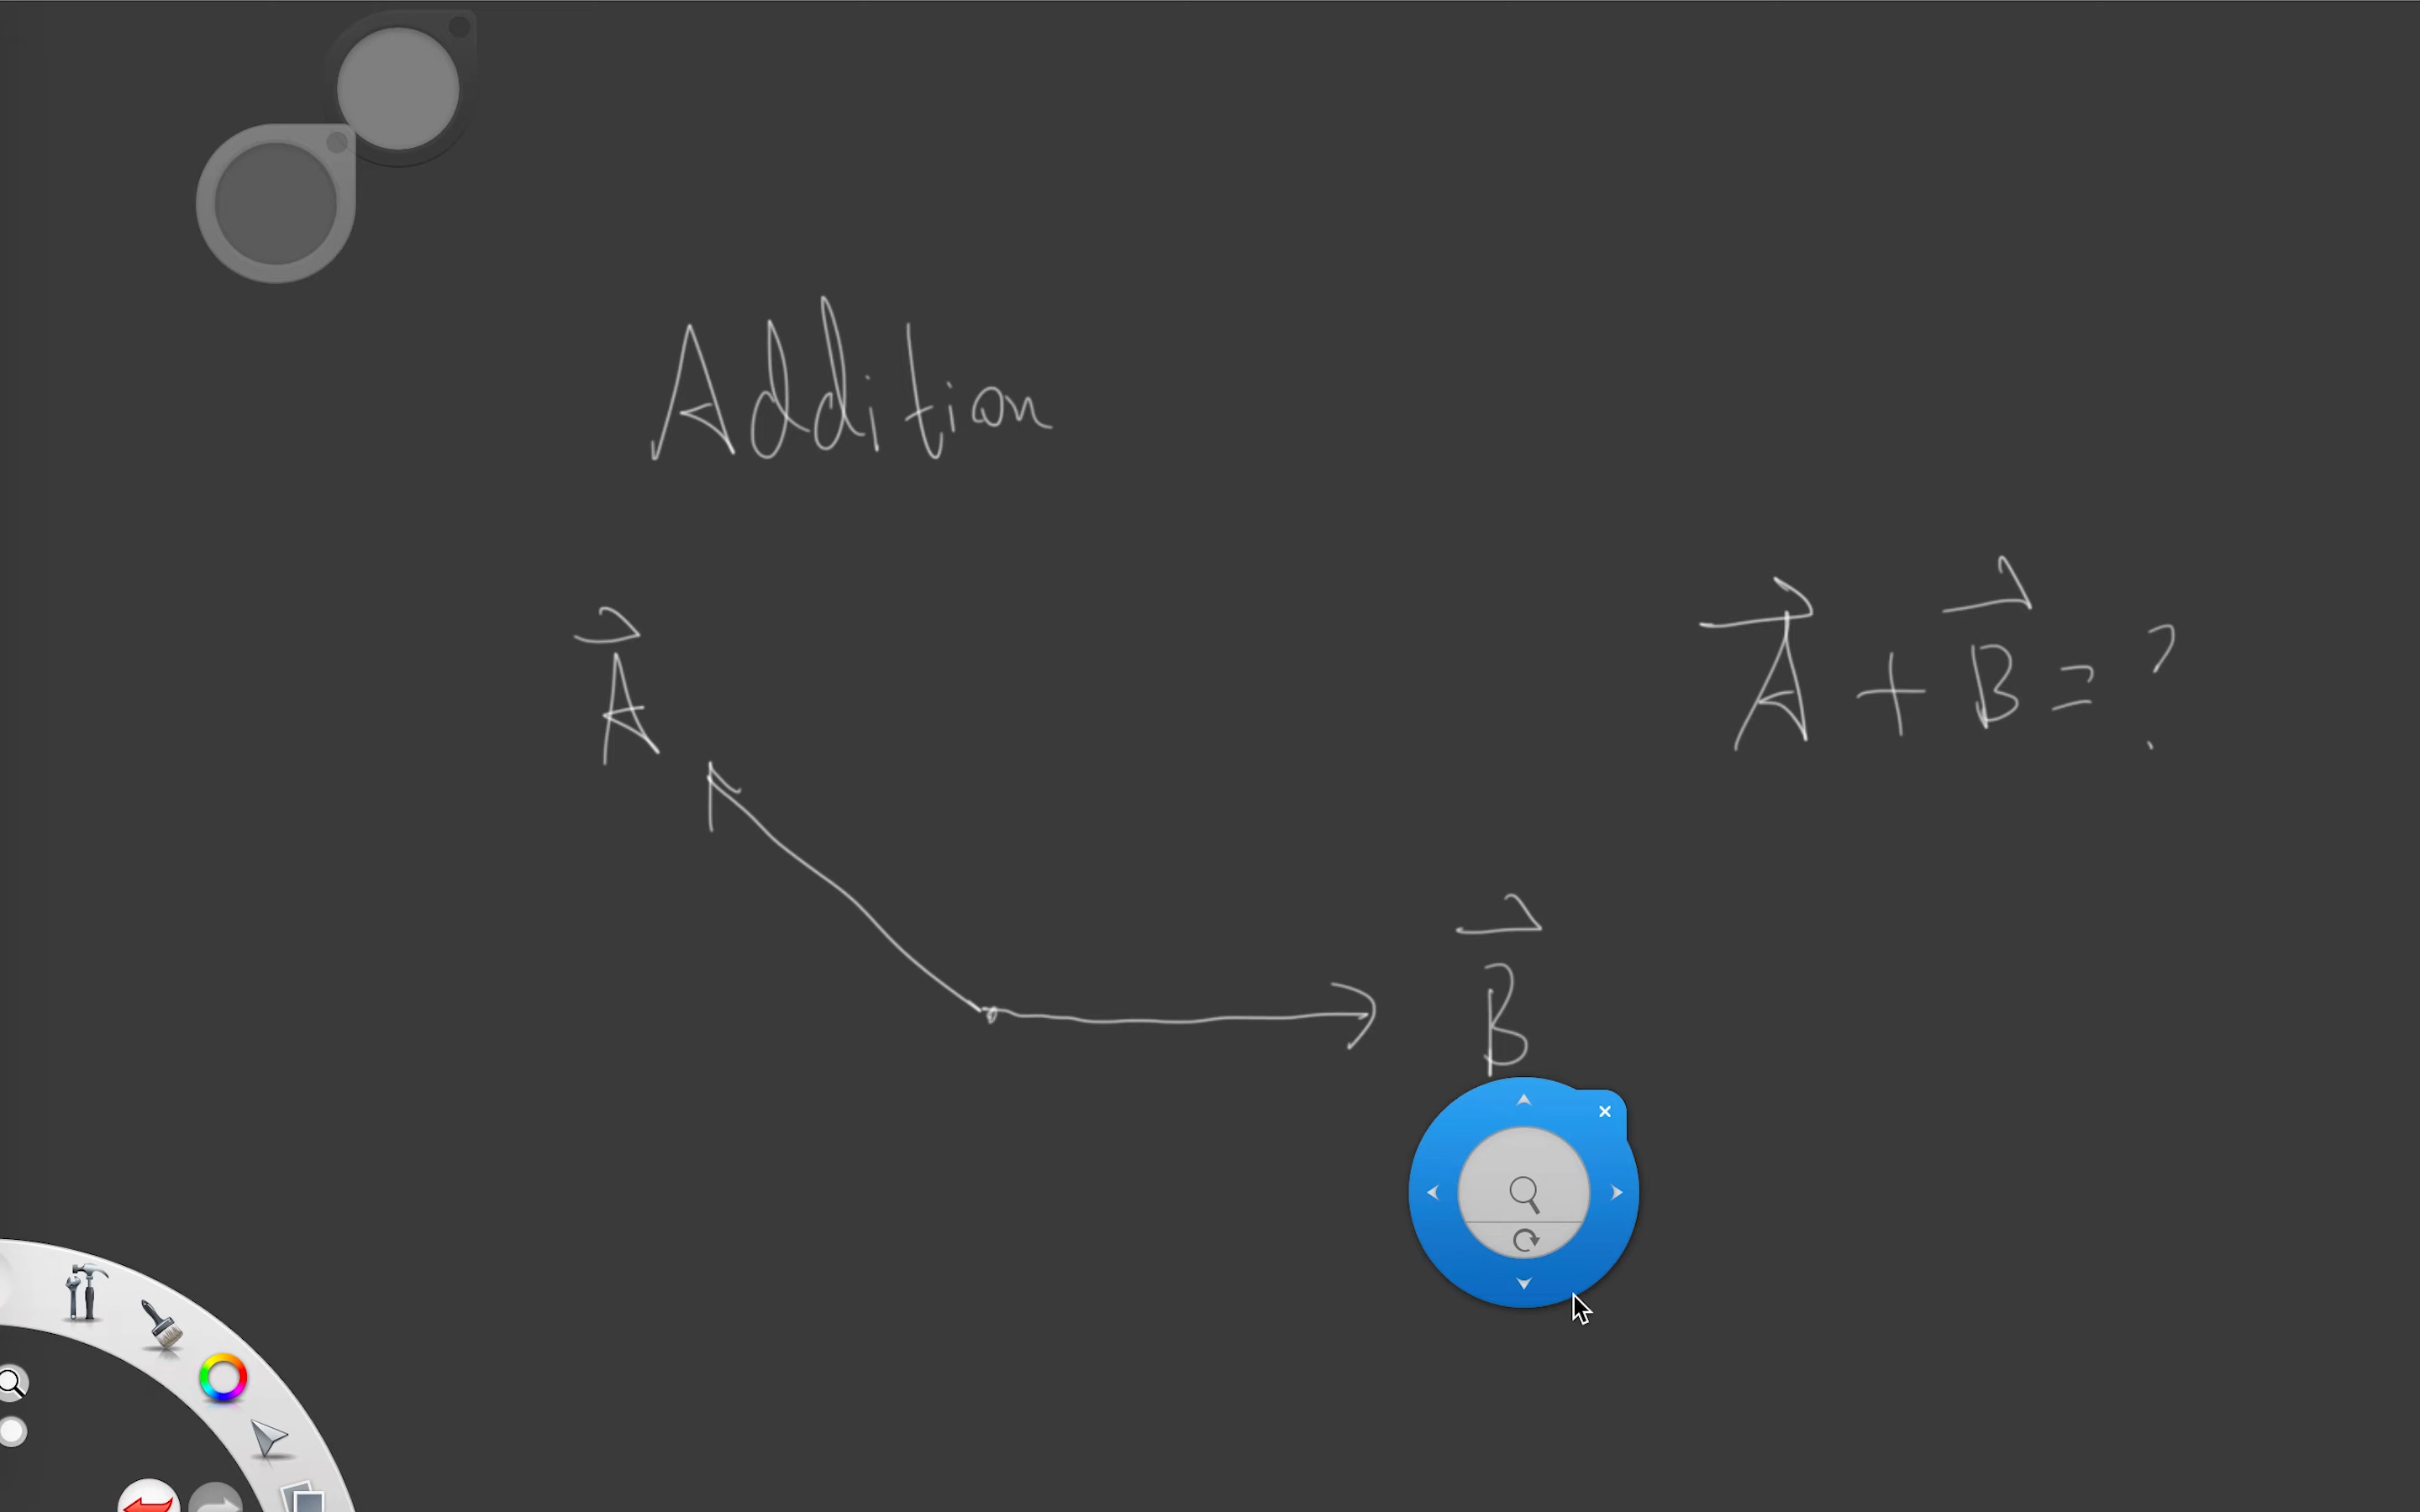 Addition
A⃗
A⃗ + B⃗ = ?
B⃗